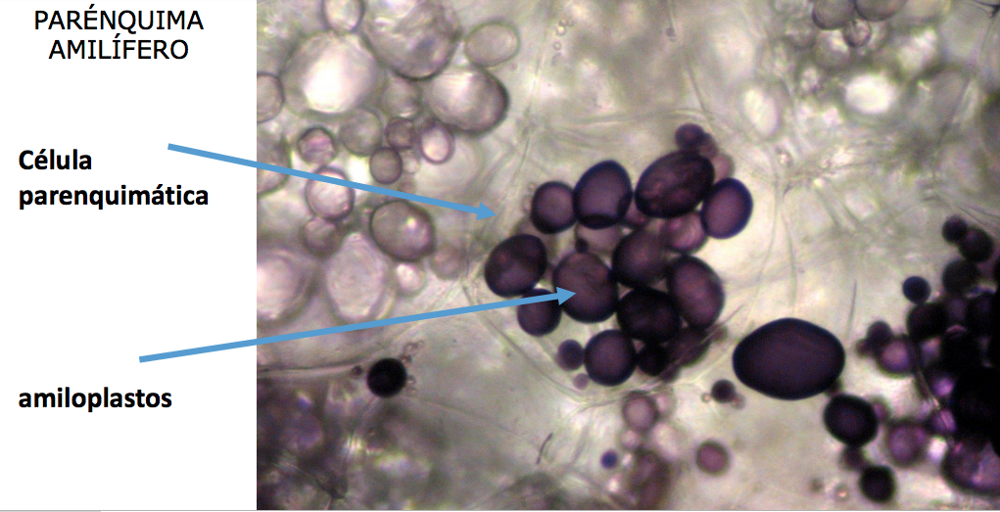 PARÉNQUIMA
AMILÍFERO
Célula
parenquimática
amiloplastos